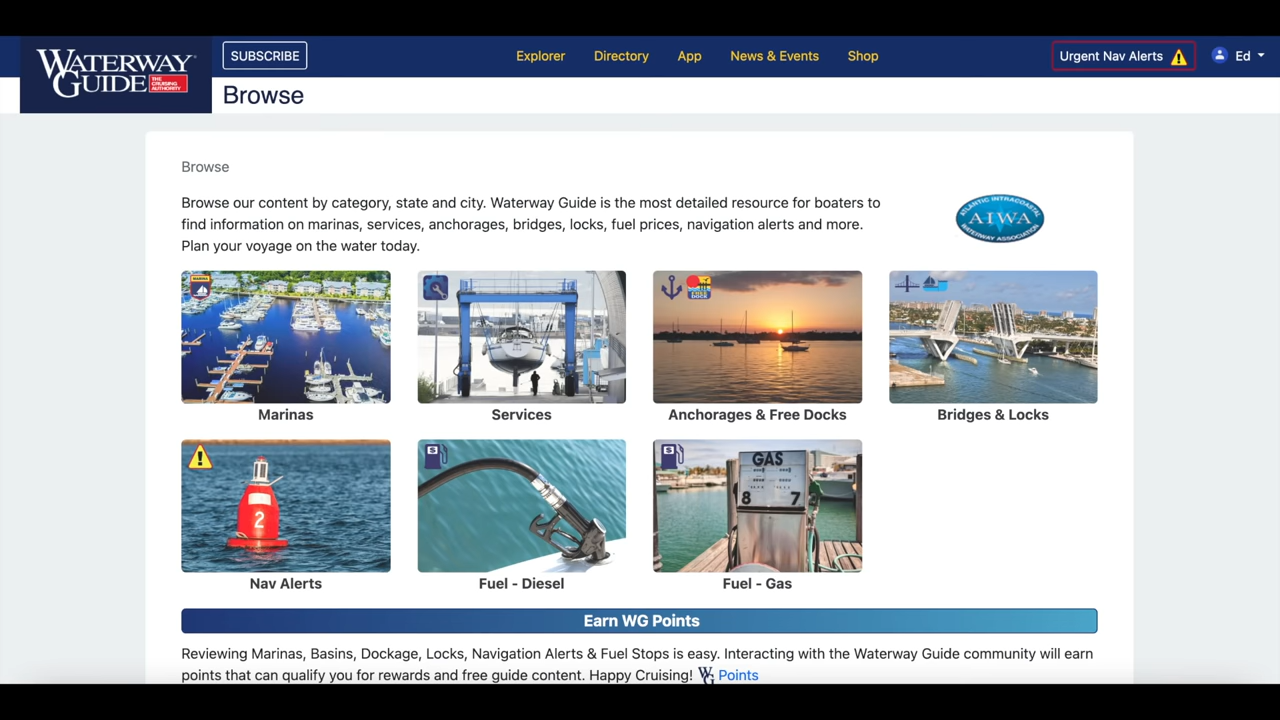 WATERWAY GUIDE THE CRUISING AUTHORITY
SUBSCRIBE
Explorer Directory App News & Events Shop
Urgent Nav Alerts
Ed
Browse
Browse
Browse our content by category, state and city. Waterway Guide is the most detailed resource for boaters to
find information on marinas, services, anchorages, bridges, locks, fuel prices, navigation alerts and more.
Plan your voyage on the water today.
ATLANTIC INTRACOASTAL
AIWA
WATERWAY ASSOCIATION
MARINA
FREE DOCK
Marinas
Services
Anchorages & Free Docks
Bridges & Locks
2
$
$
GAS
8 7
Nav Alerts
Fuel - Diesel
Fuel - Gas
Earn WG Points
Reviewing Marinas, Basins, Dockage, Locks, Navigation Alerts & Fuel Stops is easy. Interacting with the Waterway Guide community will earn
points that can qualify you for rewards and free guide content. Happy Cruising! WG Points